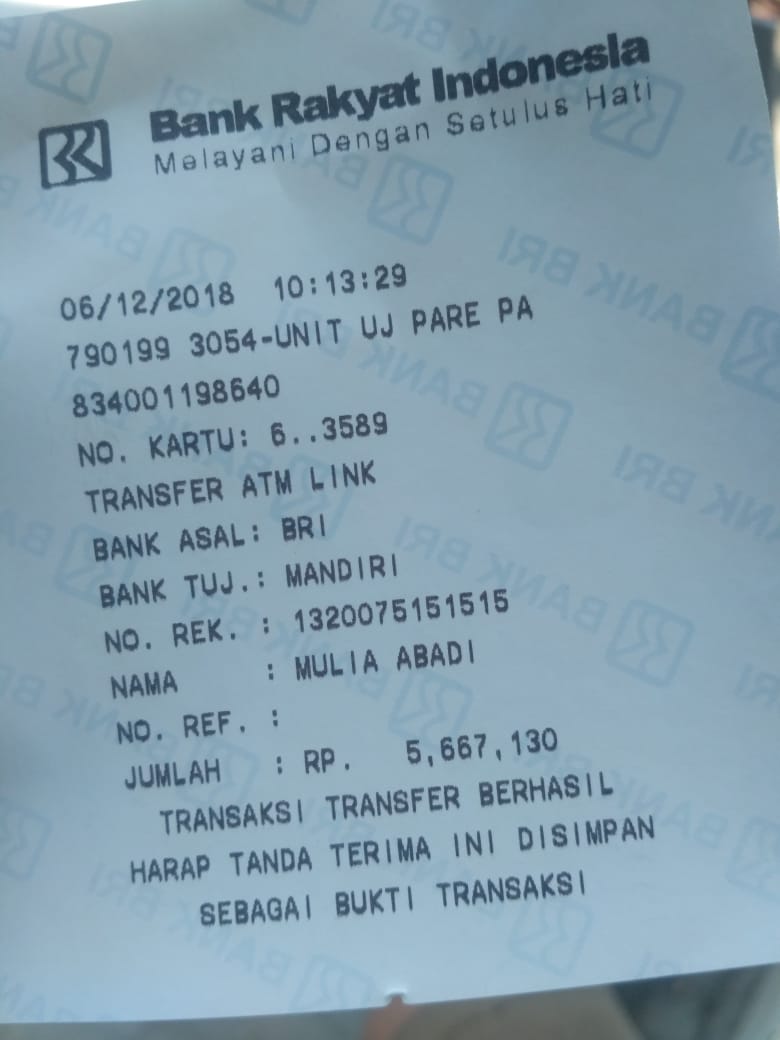 Bank Rakyat Indonesia
Melayani Dengan Setulus Hati
06/12/2018 10:13:29
790199 3054-UNIT UJ PARE PA
834001198640
NO. KARTU: 6..3589
TRANSFER ATM LINK
BANK ASAL: BRI
BANK TUJ.: MANDIRI
NO. REK. : 1320075151515
NAMA : MULIA ABADI
NO. REF. :
JUMLAH : RP. 5,667,130
TRANSAKSI TRANSFER BERHASIL
HARAP TANDA TERIMA INI DISIMPAN
SEBAGAI BUKTI TRANSAKSI